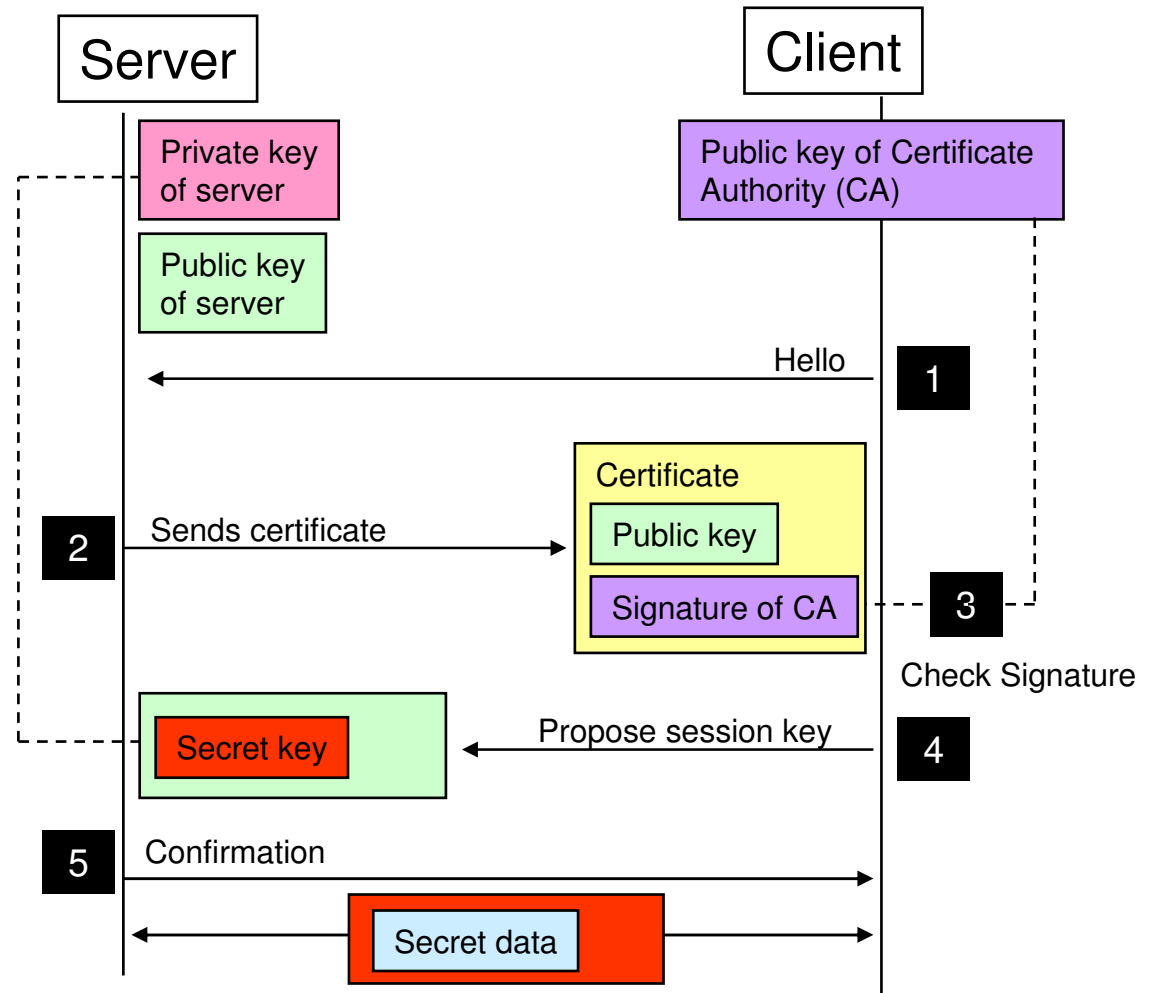 Server
Client
Private key
of server
Public key of Certificate
Authority (CA)
Public key
of server
Hello
1
Certificate
2
Sends certificate
Public key
Signature of CA
3
Check Signature
Secret key
Propose session key
4
5
Confirmation
Secret data